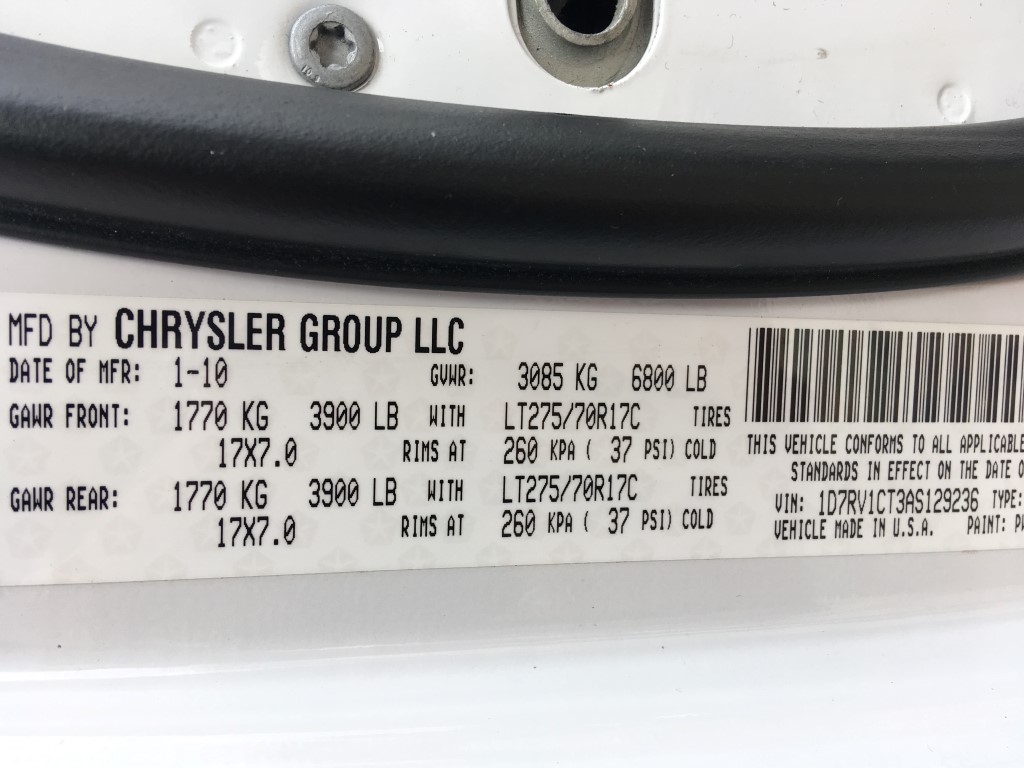 MFD BY CHRYSLER GROUP LLC
DATE OF MFR: 1-10 GVWR: 3085 KG 6800 LB
GAWR FRONT: 1770 KG 3900 LB WITH LT275/70R17C TIRES
17X7.0 RIMS AT 260 KPA ( 37 PSI) COLD
GAWR REAR: 1770 KG 3900 LB WITH LT275/70R17C TIRES
17X7.0 RIMS AT 260 KPA ( 37 PSI) COLD
THIS VEHICLE CONFORMS TO ALL APPLICABLE
STANDARDS IN EFFECT ON THE DATE O
VIN: 1D7RV1CT3AS129236 TYPE:
VEHICLE MADE IN U.S.A. PAINT: